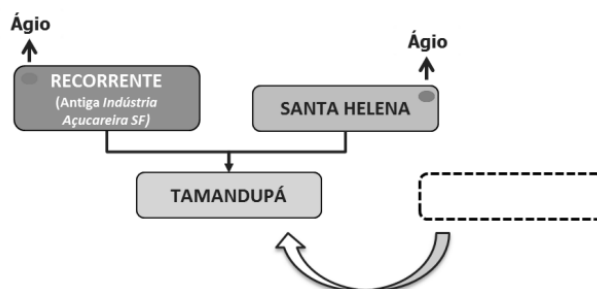 Ágio
Ágio
RECORRENTE
(Antiga Indústria
Açucareira SF)
SANTA HELENA
TAMANDUPÁ